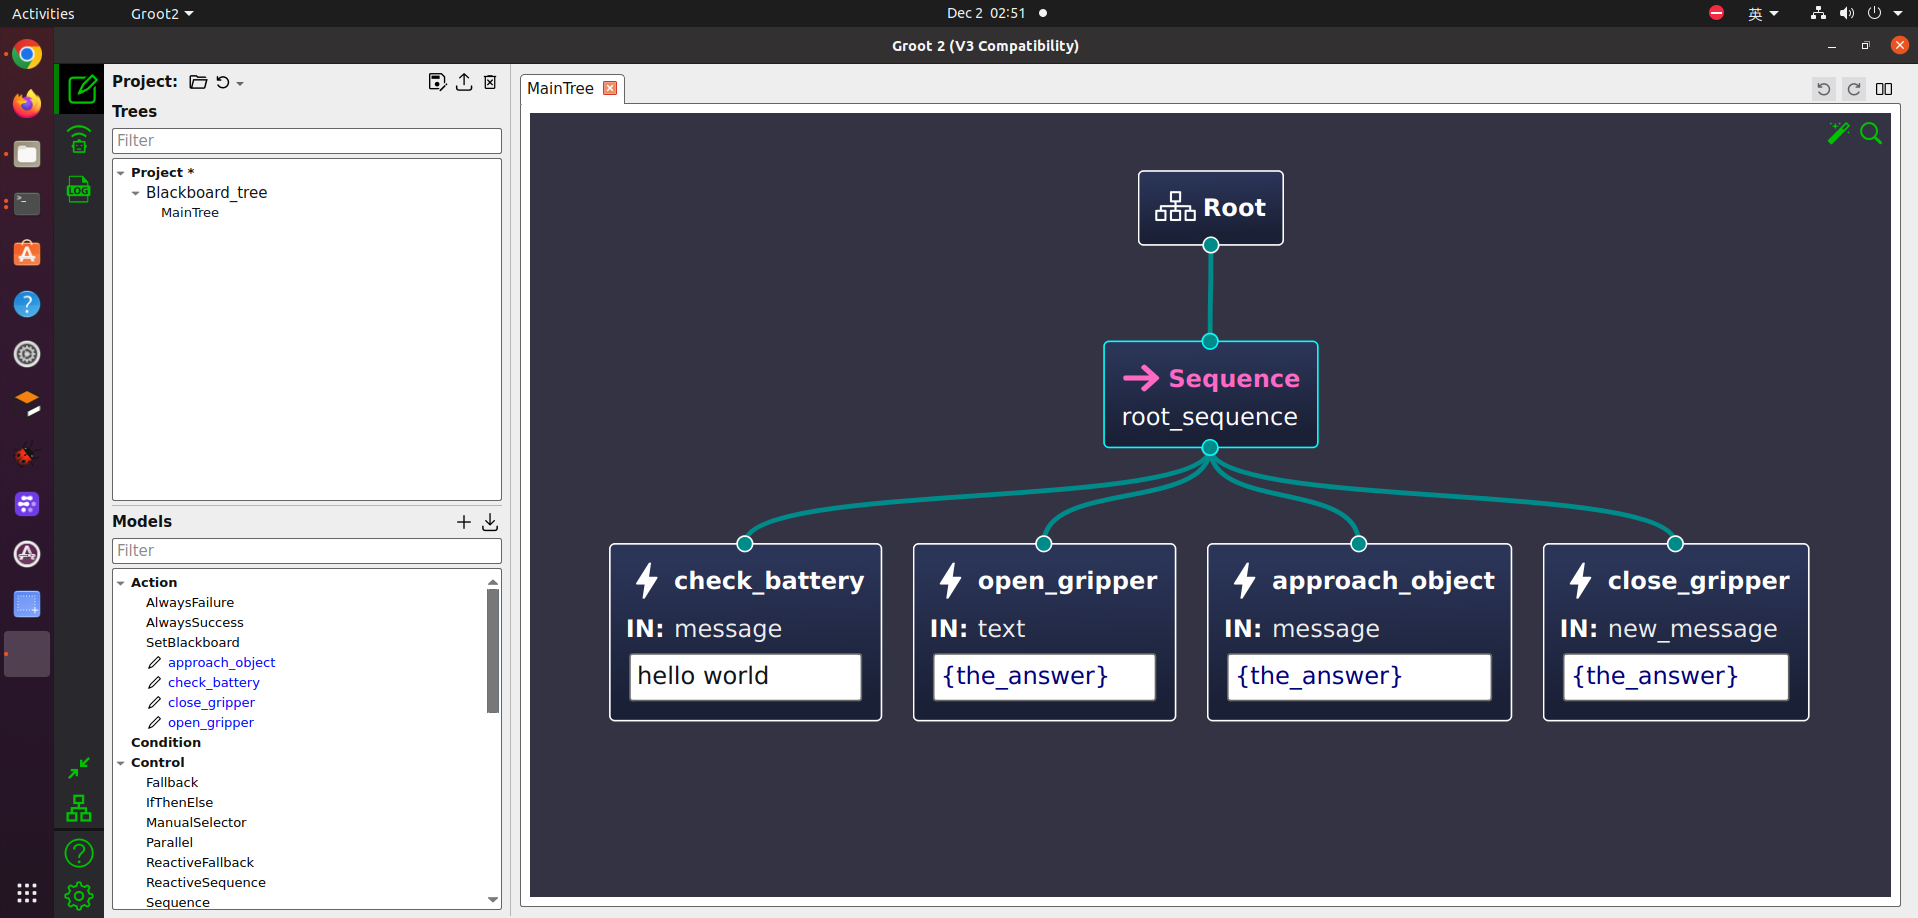 Activities
Groot2
Dec 2 02:51
英
Groot 2 (V3 Compatibility)
LOG
Project:
Trees
Filter
Project *
Blackboard_tree
MainTree
Models
Filter
Action
AlwaysFailure
AlwaysSuccess
SetBlackboard
approach_object
check_battery
close_gripper
open_gripper
Condition
Control
Fallback
IfThenElse
ManualSelector
Parallel
ReactiveFallback
ReactiveSequence
Sequence
MainTree
Root
Sequence
root_sequence
check_battery
IN: message
hello world
open_gripper
IN: text
{the_answer}
approach_object
IN: message
{the_answer}
close_gripper
IN: new_message
{the_answer}